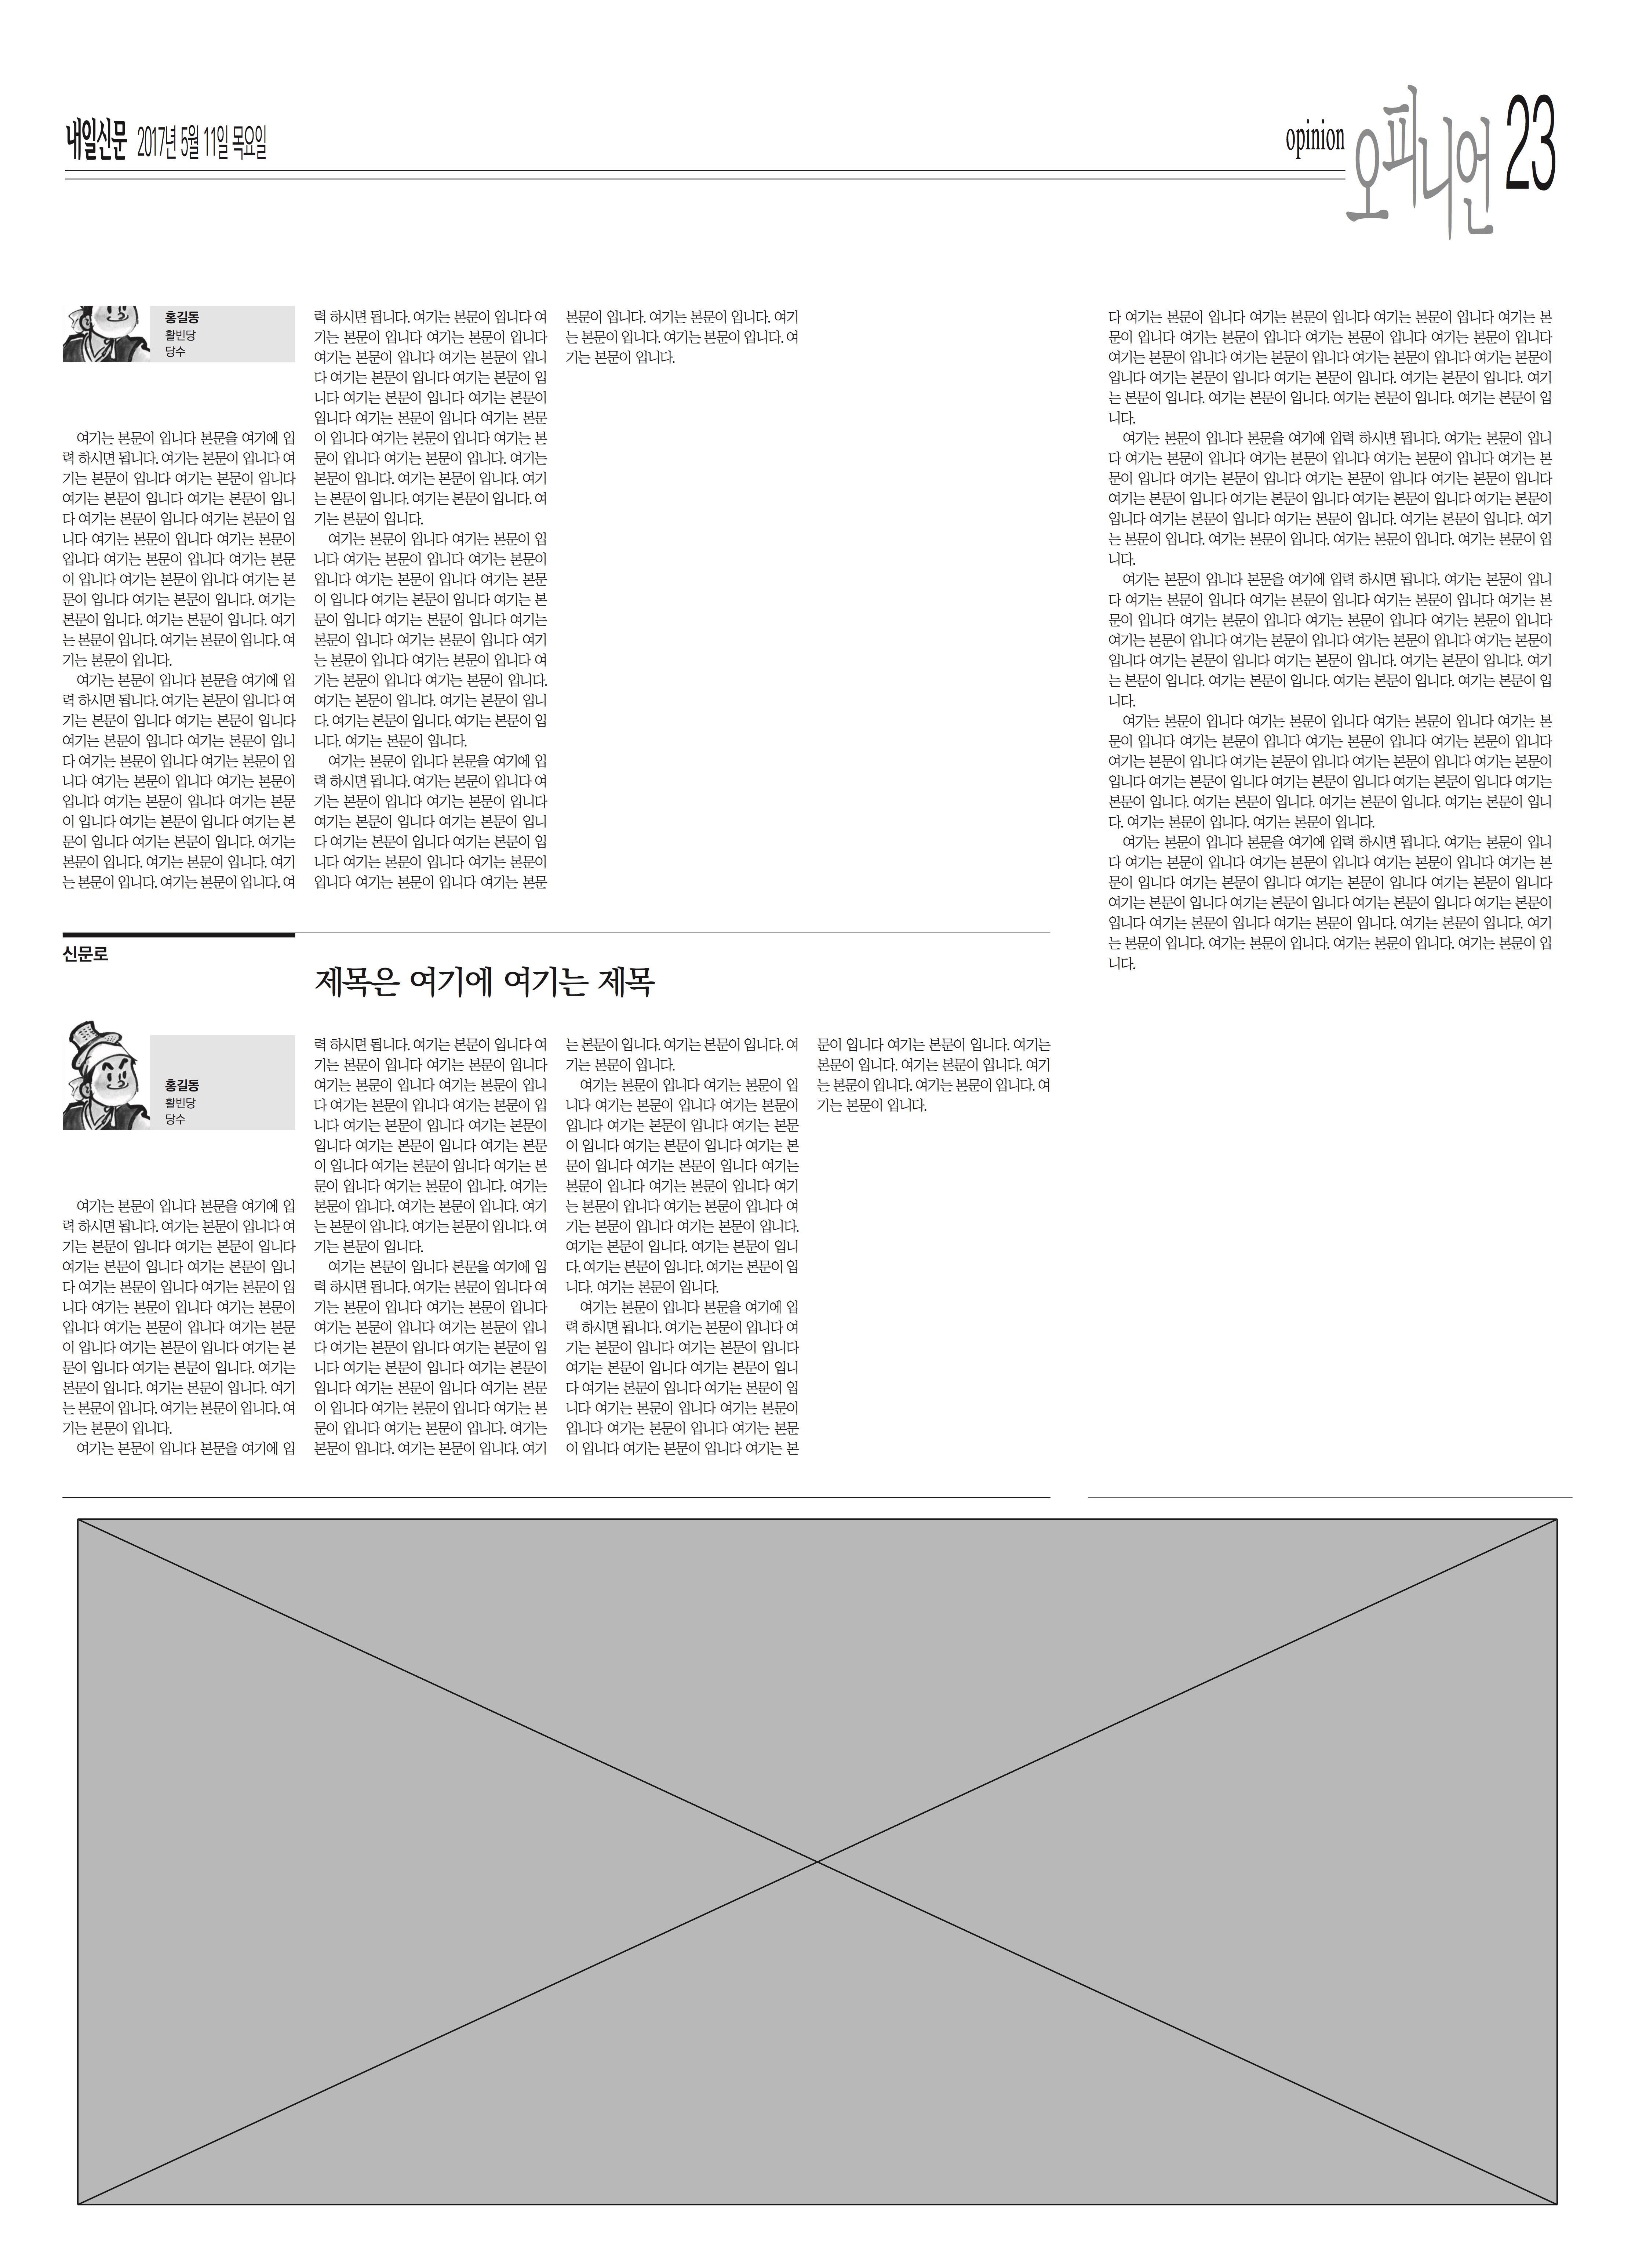 내일신문 2017년 5월 11일 목요일
opinion 오피니언 23
홍길동
활빈당
당수
여기는 본문이 입니다 본문을 여기에 입
력 하시면 됩니다. 여기는 본문이 입니다 여
기는 본문이 입니다 여기는 본문이 입니다
여기는 본문이 입니다 여기는 본문이 입니
다 여기는 본문이 입니다 여기는 본문이 입
니다 여기는 본문이 입니다 여기는 본문이
입니다 여기는 본문이 입니다 여기는 본문
이 입니다 여기는 본문이 입니다 여기는 본
문이 입니다 여기는 본문이 입니다. 여기는
본문이 입니다. 여기는 본문이 입니다. 여기
는 본문이 입니다. 여기는 본문이 입니다. 여
기는 본문이 입니다.
여기는 본문이 입니다 본문을 여기에 입
력 하시면 됩니다. 여기는 본문이 입니다 여
기는 본문이 입니다 여기는 본문이 입니다
여기는 본문이 입니다 여기는 본문이 입니
다 여기는 본문이 입니다 여기는 본문이 입
니다 여기는 본문이 입니다 여기는 본문이
입니다 여기는 본문이 입니다 여기는 본문
이 입니다 여기는 본문이 입니다 여기는 본
문이 입니다 여기는 본문이 입니다. 여기는
본문이 입니다. 여기는 본문이 입니다. 여기
는 본문이 입니다. 여기는 본문이 입니다. 여
력 하시면 됩니다. 여기는 본문이 입니다 여
기는 본문이 입니다 여기는 본문이 입니다
여기는 본문이 입니다 여기는 본문이 입니
다 여기는 본문이 입니다 여기는 본문이 입
니다 여기는 본문이 입니다 여기는 본문이
입니다 여기는 본문이 입니다 여기는 본문
이 입니다 여기는 본문이 입니다 여기는 본
문이 입니다 여기는 본문이 입니다. 여기는
본문이 입니다. 여기는 본문이 입니다. 여기
는 본문이 입니다. 여기는 본문이 입니다. 여
기는 본문이 입니다.
여기는 본문이 입니다 여기는 본문이 입
니다 여기는 본문이 입니다 여기는 본문이
입니다 여기는 본문이 입니다 여기는 본문
이 입니다 여기는 본문이 입니다 여기는 본
문이 입니다 여기는 본문이 입니다 여기는
본문이 입니다 여기는 본문이 입니다 여기
는 본문이 입니다 여기는 본문이 입니다 여
기는 본문이 입니다 여기는 본문이 입니다.
여기는 본문이 입니다. 여기는 본문이 입니
다. 여기는 본문이 입니다. 여기는 본문이 입
니다. 여기는 본문이 입니다.
여기는 본문이 입니다 본문을 여기에 입
력 하시면 됩니다. 여기는 본문이 입니다 여
기는 본문이 입니다 여기는 본문이 입니다
여기는 본문이 입니다 여기는 본문이 입니
다 여기는 본문이 입니다 여기는 본문이 입
니다 여기는 본문이 입니다 여기는 본문이
입니다 여기는 본문이 입니다 여기는 본문
본문이 입니다. 여기는 본문이 입니다. 여기
는 본문이 입니다. 여기는 본문이 입니다. 여
기는 본문이 입니다.
신문로
제목은 여기에 여기는 제목
홍길동
활빈당
당수
여기는 본문이 입니다 본문을 여기에 입
력 하시면 됩니다. 여기는 본문이 입니다 여
기는 본문이 입니다 여기는 본문이 입니다
여기는 본문이 입니다 여기는 본문이 입니
다 여기는 본문이 입니다 여기는 본문이 입
니다 여기는 본문이 입니다 여기는 본문이
입니다 여기는 본문이 입니다 여기는 본문
이 입니다 여기는 본문이 입니다 여기는 본
문이 입니다 여기는 본문이 입니다. 여기는
본문이 입니다. 여기는 본문이 입니다. 여기
는 본문이 입니다. 여기는 본문이 입니다. 여
기는 본문이 입니다.
여기는 본문이 입니다 본문을 여기에 입
력 하시면 됩니다. 여기는 본문이 입니다 여
기는 본문이 입니다 여기는 본문이 입니다
여기는 본문이 입니다 여기는 본문이 입니
다 여기는 본문이 입니다 여기는 본문이 입
니다 여기는 본문이 입니다 여기는 본문이
입니다 여기는 본문이 입니다 여기는 본문
이 입니다 여기는 본문이 입니다 여기는 본
문이 입니다 여기는 본문이 입니다. 여기는
본문이 입니다. 여기는 본문이 입니다. 여기
는 본문이 입니다. 여기는 본문이 입니다. 여
기는 본문이 입니다.
여기는 본문이 입니다 본문을 여기에 입
력 하시면 됩니다. 여기는 본문이 입니다 여
기는 본문이 입니다 여기는 본문이 입니다
여기는 본문이 입니다 여기는 본문이 입니
다 여기는 본문이 입니다 여기는 본문이 입
니다 여기는 본문이 입니다 여기는 본문이
입니다 여기는 본문이 입니다 여기는 본문
이 입니다 여기는 본문이 입니다 여기는 본
문이 입니다 여기는 본문이 입니다. 여기는
본문이 입니다. 여기는 본문이 입니다. 여기
는 본문이 입니다. 여기는 본문이 입니다. 여
기는 본문이 입니다.
여기는 본문이 입니다 여기는 본문이 입
니다 여기는 본문이 입니다 여기는 본문이
입니다 여기는 본문이 입니다 여기는 본문
이 입니다 여기는 본문이 입니다 여기는 본
문이 입니다 여기는 본문이 입니다 여기는
본문이 입니다 여기는 본문이 입니다 여기
는 본문이 입니다 여기는 본문이 입니다 여
기는 본문이 입니다 여기는 본문이 입니다.
여기는 본문이 입니다. 여기는 본문이 입니
다. 여기는 본문이 입니다. 여기는 본문이 입
니다. 여기는 본문이 입니다.
여기는 본문이 입니다 본문을 여기에 입
력 하시면 됩니다. 여기는 본문이 입니다 여
기는 본문이 입니다 여기는 본문이 입니다
여기는 본문이 입니다 여기는 본문이 입니
다 여기는 본문이 입니다 여기는 본문이 입
니다 여기는 본문이 입니다 여기는 본문이
입니다 여기는 본문이 입니다 여기는 본문
이 입니다 여기는 본문이 입니다 여기는 본
문이 입니다 여기는 본문이 입니다. 여기는
본문이 입니다. 여기는 본문이 입니다. 여기
는 본문이 입니다. 여기는 본문이 입니다. 여
기는 본문이 입니다.
다 여기는 본문이 입니다 여기는 본문이 입니다 여기는 본문이 입니다 여기는 본
문이 입니다 여기는 본문이 입니다 여기는 본문이 입니다 여기는 본문이 입니다
여기는 본문이 입니다 여기는 본문이 입니다 여기는 본문이 입니다 여기는 본문이
입니다 여기는 본문이 입니다 여기는 본문이 입니다. 여기는 본문이 입니다. 여기
는 본문이 입니다. 여기는 본문이 입니다. 여기는 본문이 입니다. 여기는 본문이 입
니다.
여기는 본문이 입니다 본문을 여기에 입력 하시면 됩니다. 여기는 본문이 입니
다 여기는 본문이 입니다 여기는 본문이 입니다 여기는 본문이 입니다 여기는 본
문이 입니다 여기는 본문이 입니다 여기는 본문이 입니다 여기는 본문이 입니다
여기는 본문이 입니다 여기는 본문이 입니다 여기는 본문이 입니다 여기는 본문이
입니다 여기는 본문이 입니다 여기는 본문이 입니다. 여기는 본문이 입니다. 여기
는 본문이 입니다. 여기는 본문이 입니다. 여기는 본문이 입니다. 여기는 본문이 입
니다.
여기는 본문이 입니다 본문을 여기에 입력 하시면 됩니다. 여기는 본문이 입니
다 여기는 본문이 입니다 여기는 본문이 입니다 여기는 본문이 입니다 여기는 본
문이 입니다 여기는 본문이 입니다 여기는 본문이 입니다 여기는 본문이 입니다
여기는 본문이 입니다 여기는 본문이 입니다 여기는 본문이 입니다 여기는 본문이
입니다 여기는 본문이 입니다 여기는 본문이 입니다. 여기는 본문이 입니다. 여기
는 본문이 입니다. 여기는 본문이 입니다. 여기는 본문이 입니다. 여기는 본문이 입
니다.
여기는 본문이 입니다 여기는 본문이 입니다 여기는 본문이 입니다 여기는 본
문이 입니다 여기는 본문이 입니다 여기는 본문이 입니다 여기는 본문이 입니다
여기는 본문이 입니다 여기는 본문이 입니다 여기는 본문이 입니다 여기는 본문이
입니다 여기는 본문이 입니다 여기는 본문이 입니다 여기는 본문이 입니다 여기는
본문이 입니다. 여기는 본문이 입니다. 여기는 본문이 입니다. 여기는 본문이 입니
다. 여기는 본문이 입니다. 여기는 본문이 입니다.
여기는 본문이 입니다 본문을 여기에 입력 하시면 됩니다. 여기는 본문이 입니
다 여기는 본문이 입니다 여기는 본문이 입니다 여기는 본문이 입니다 여기는 본
문이 입니다 여기는 본문이 입니다 여기는 본문이 입니다 여기는 본문이 입니다
여기는 본문이 입니다 여기는 본문이 입니다 여기는 본문이 입니다 여기는 본문이
입니다 여기는 본문이 입니다 여기는 본문이 입니다. 여기는 본문이 입니다. 여기
는 본문이 입니다. 여기는 본문이 입니다. 여기는 본문이 입니다. 여기는 본문이 입
니다.